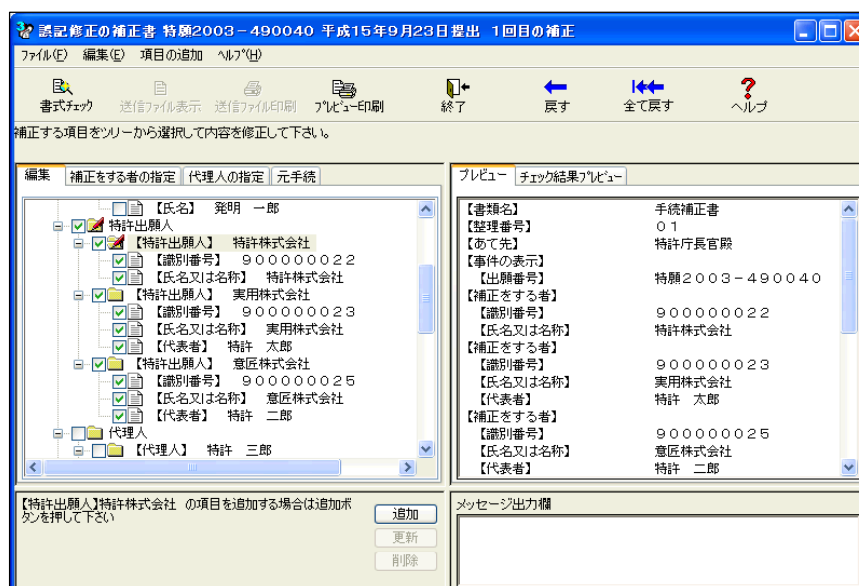 誤記修正の補正書 特願2003-490040 平成15年9月23日提出 1回目の補正
ファイル(F) 編集(E) 項目の追加 ヘルプ(H)
書式チェック 送信ファイル表示 送信ファイル印刷 プレビュー印刷 終了 戻す 全て戻す ヘルプ
補正する項目をツリーから選択して内容を修正して下さい。
編集 補正をする者の指定 代理人の指定 元手続
【氏名】 発明 一郎
特許出願人
【特許出願人】 特許株式会社
【識別番号】 900000022
【氏名又は名称】 特許株式会社
【特許出願人】 実用株式会社
【識別番号】 900000023
【氏名又は名称】 実用株式会社
【代表者】 特許 太郎
【特許出願人】 意匠株式会社
【識別番号】 900000025
【氏名又は名称】 意匠株式会社
【代表者】 特許 二郎
代理人
【代理人】 特許 三郎
プレビュー チェック結果プレビュー
【書類名】 手続補正書
【整理番号】 01
【あて先】 特許庁長官殿
【事件の表示】
【出願番号】 特願2003-490040
【補正をする者】
【識別番号】 900000022
【氏名又は名称】 特許株式会社
【補正をする者】
【識別番号】 900000023
【氏名又は名称】 実用株式会社
【代表者】 特許 太郎
【補正をする者】
【識別番号】 900000025
【氏名又は名称】 意匠株式会社
【代表者】 特許 二郎
【特許出願人】特許株式会社 の項目を追加する場合は追加ボ
タンを押して下さい
追加
更新
削除
メッセージ出力欄